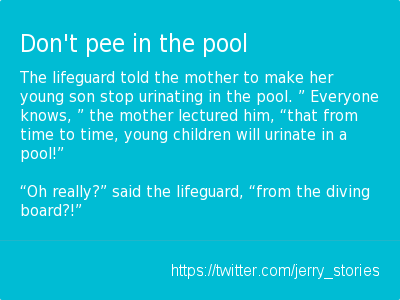 Don't pee in the pool
The lifeguard told the mother to make her
young son stop urinating in the pool. ” Everyone
knows, ” the mother lectured him, “that from
time to time, young children will urinate in a
pool!”
“Oh really?” said the lifeguard, “from the diving
board?!”
https://twitter.com/jerry_stories